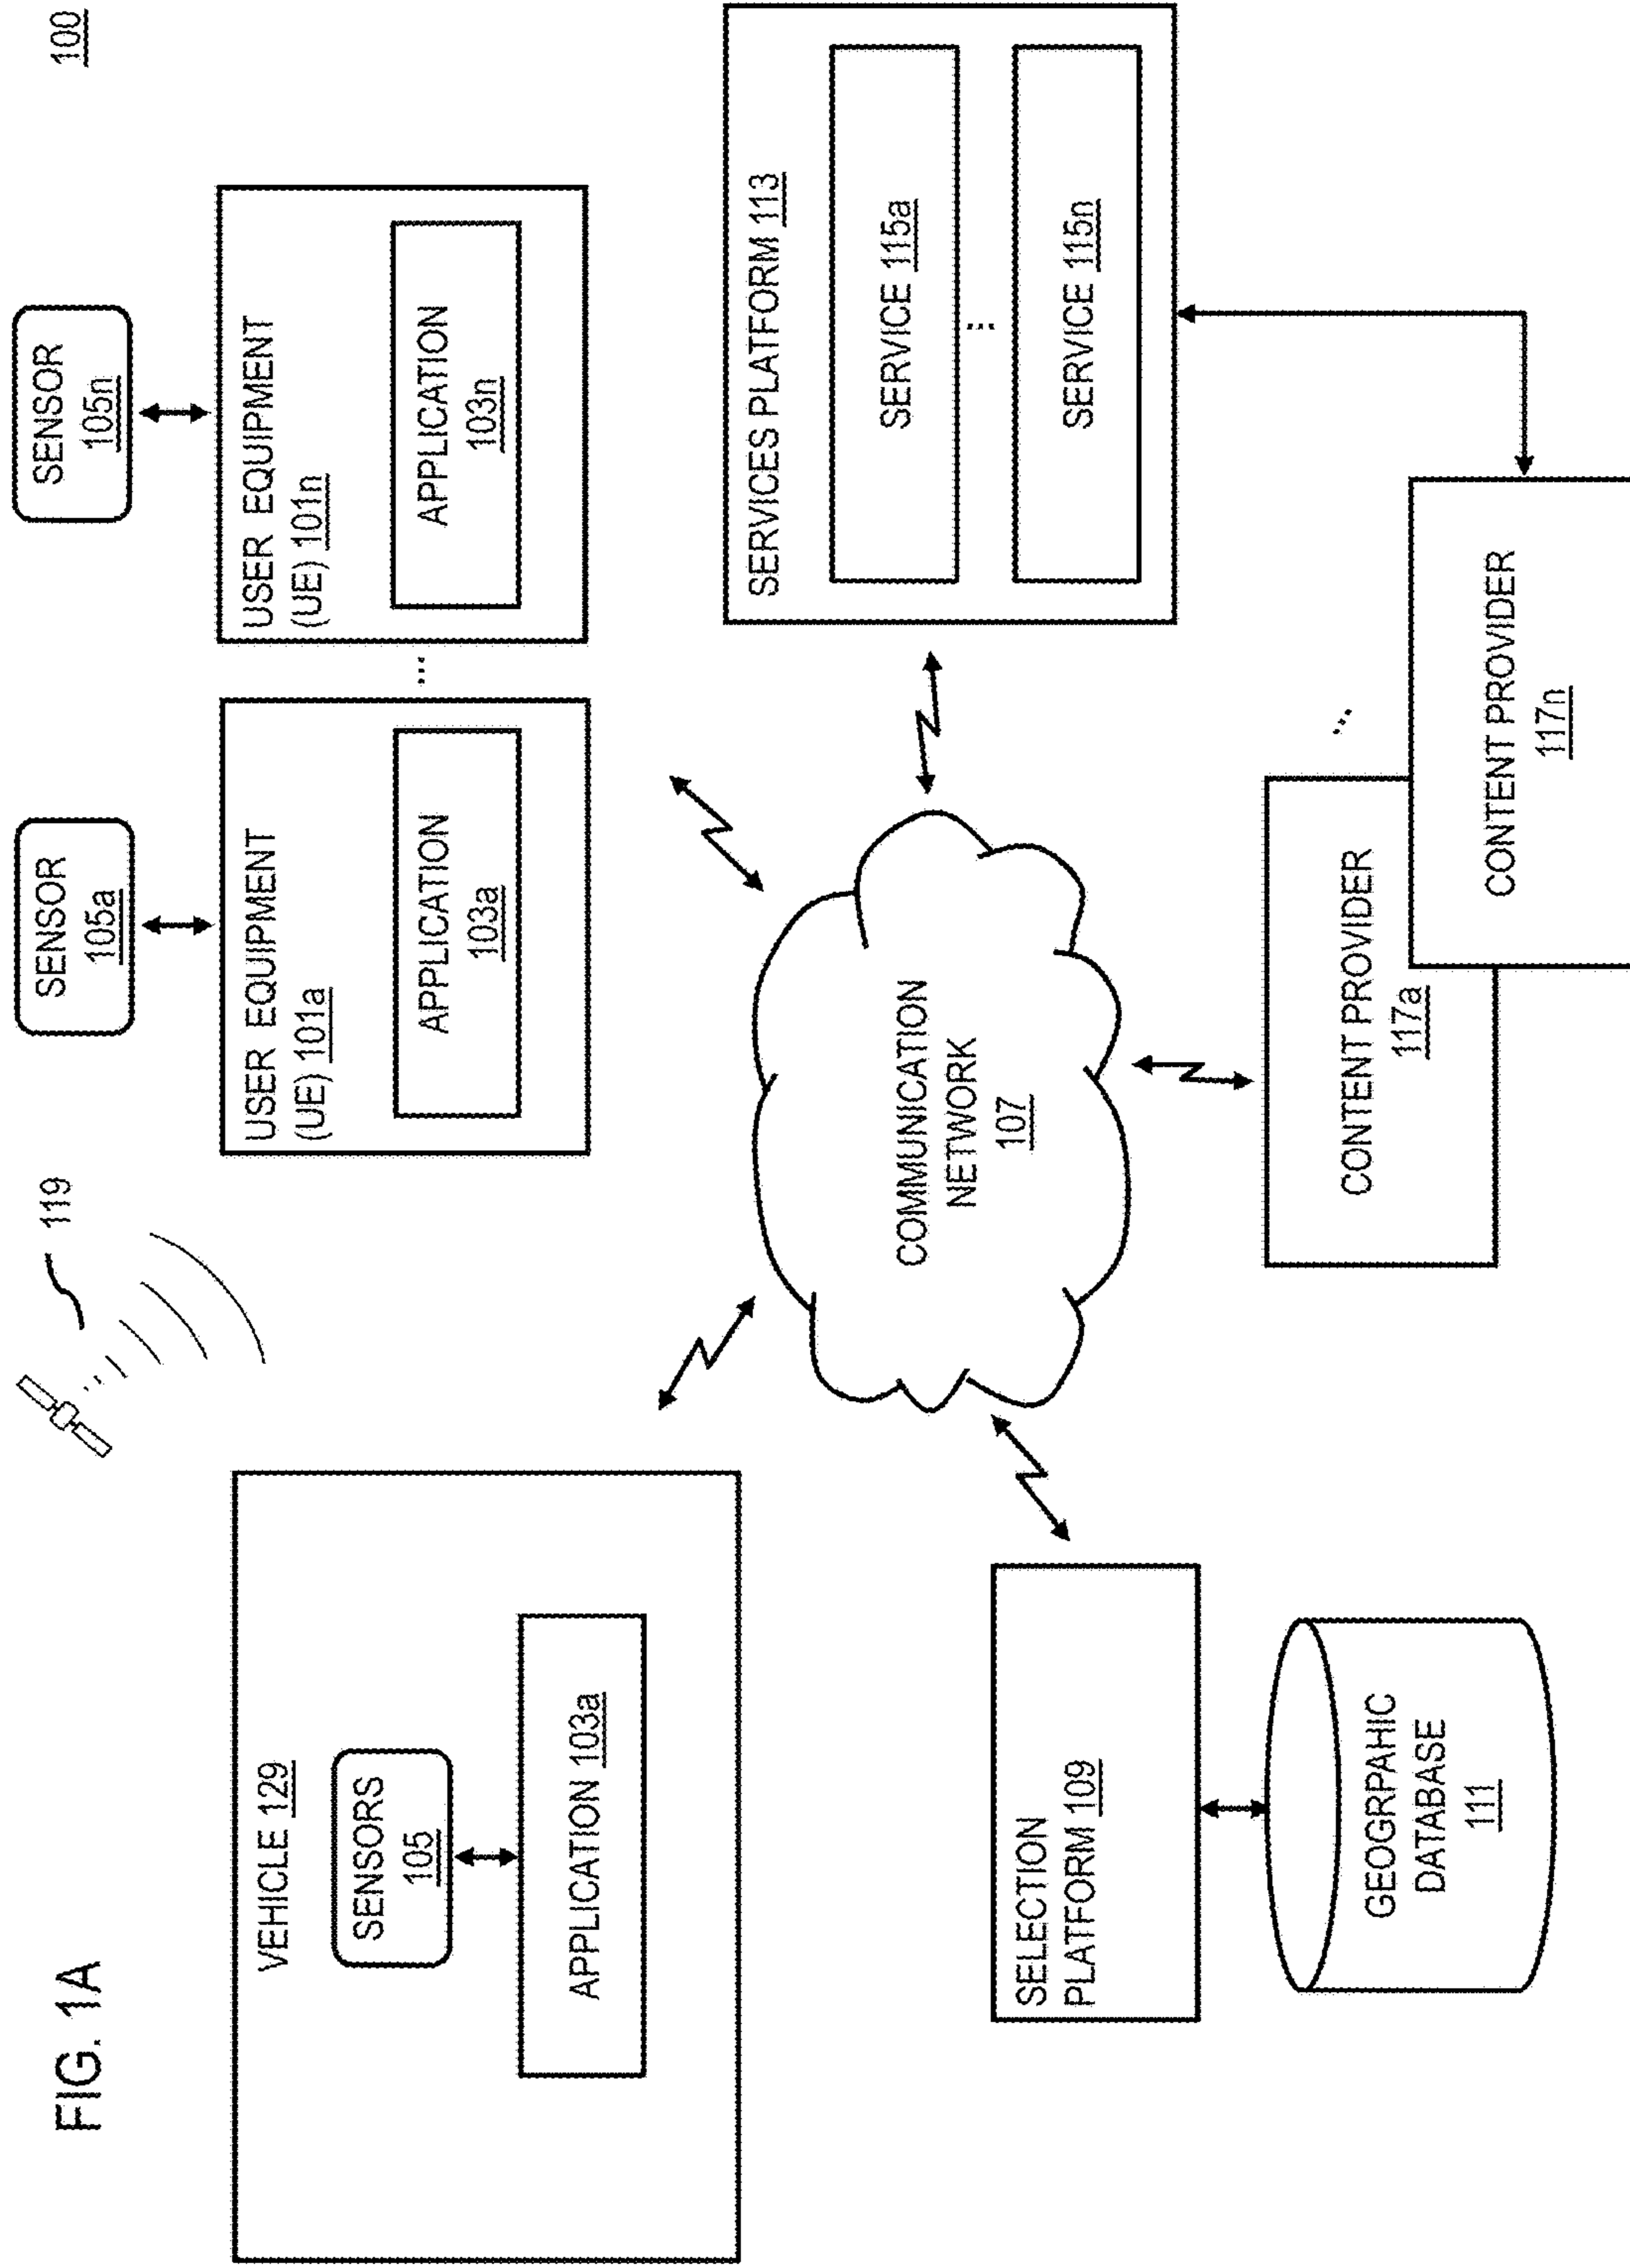 FIG. 1A
100
119
SENSOR
105a
SENSOR
105n
VEHICLE 129
SENSORS
105
APPLICATION 103a
USER EQUIPMENT
(UE) 101a
APPLICATION
103a
...
USER EQUIPMENT
(UE) 101n
APPLICATION
103n
COMMUNICATION
NETWORK
107
SERVICES PLATFORM 113
SERVICE 115a
...
SERVICE 115n
SELECTION
PLATFORM 109
GEOGRPAHIC
DATABASE
111
CONTENT PROVIDER
117a
...
CONTENT PROVIDER
117n